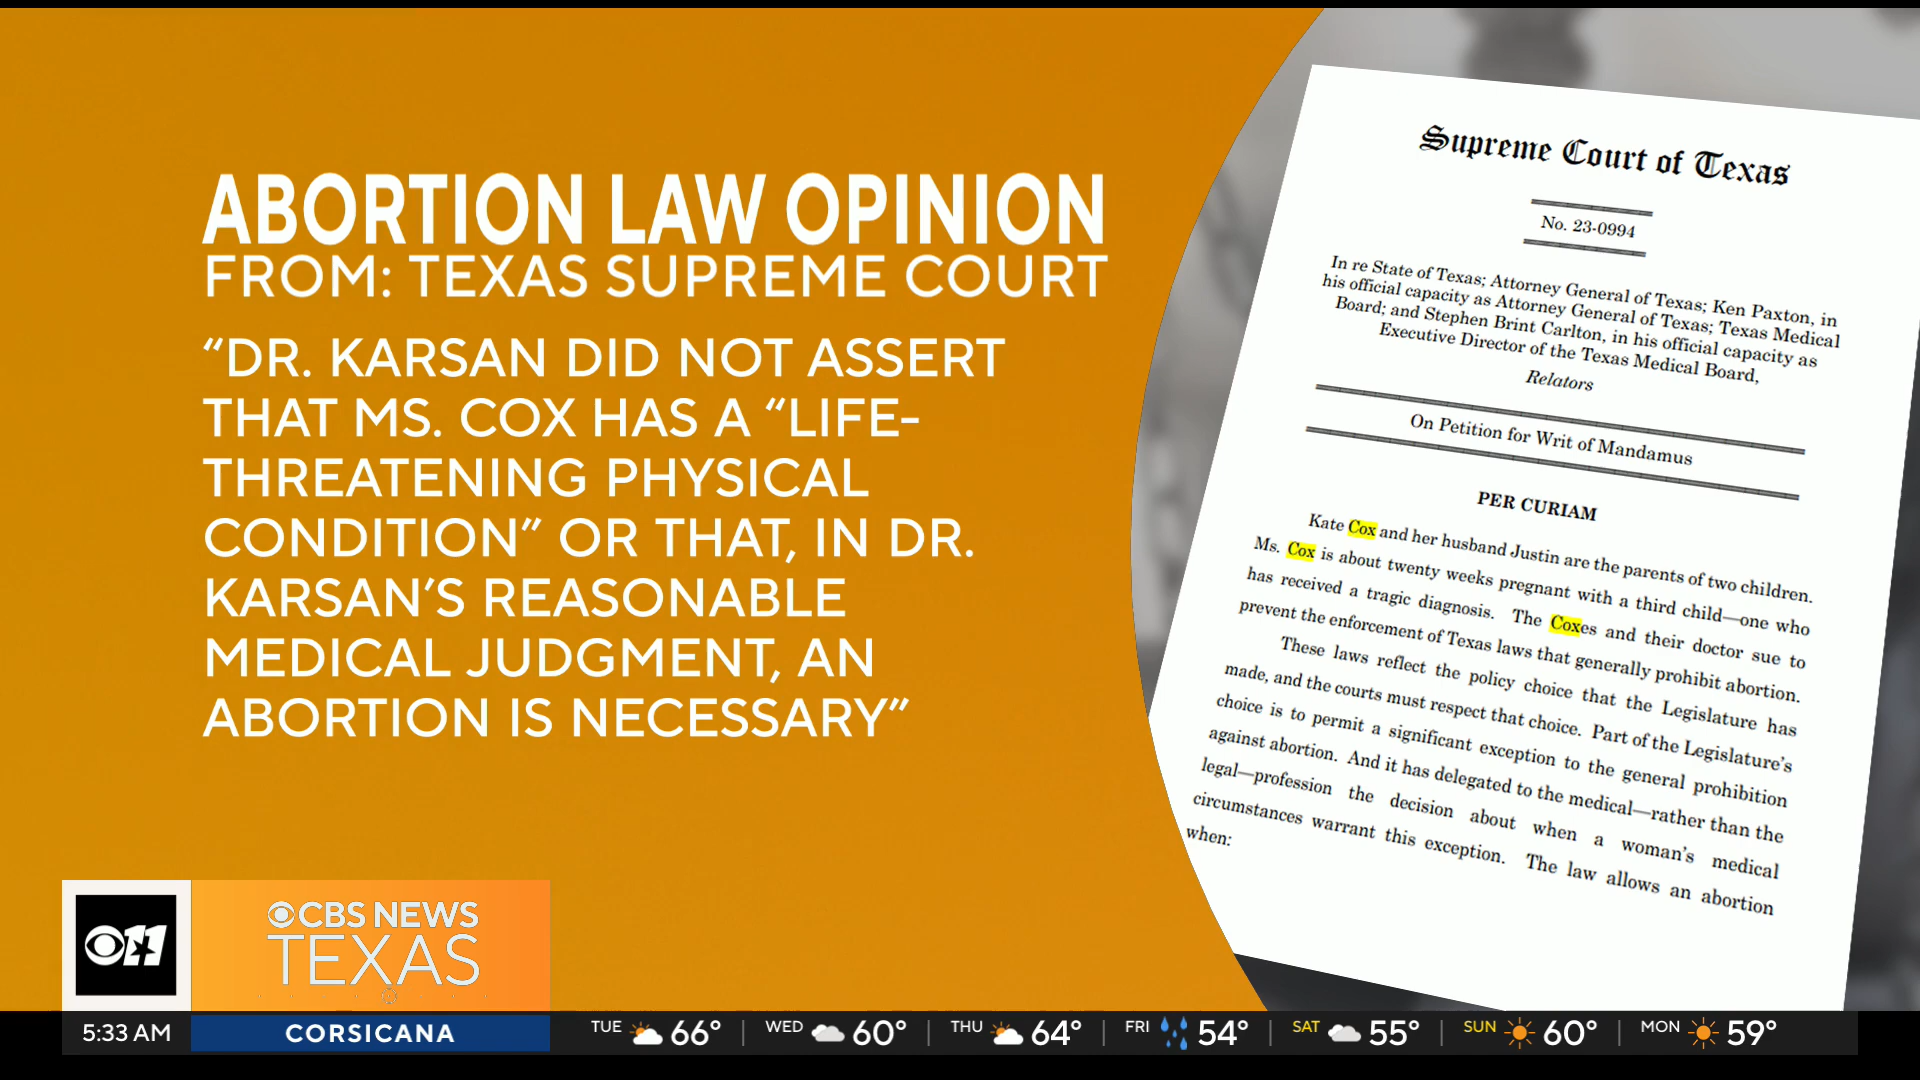 ABORTION LAW OPINION
FROM: TEXAS SUPREME COURT
“DR. KARSAN DID NOT ASSERT
THAT MS. COX HAS A “LIFE-
THREATENING PHYSICAL
CONDITION” OR THAT, IN DR.
KARSAN’S REASONABLE
MEDICAL JUDGMENT, AN
ABORTION IS NECESSARY”
Supreme Court of Texas
No. 23-0994
In re State of Texas; Attorney General of Texas; Ken Paxton, in
his official capacity as Attorney General of Texas; Texas Medical
Board; and Stephen Brint Carlton, in his official capacity as
Executive Director of the Texas Medical Board,
Relators
On Petition for Writ of Mandamus
PER CURIAM
Kate Cox and her husband Justin are the parents of two children.
Ms. Cox is about twenty weeks pregnant with a third child—one who
has received a tragic diagnosis. The Coxes and their doctor sue to
prevent the enforcement of Texas laws that generally prohibit abortion.
These laws reflect the policy choice that the Legislature has
made, and the courts must respect that choice. Part of the Legislature’s
choice is to permit a significant exception to the general prohibition
against abortion. And it has delegated to the medical—rather than the
legal—profession the decision about when a woman’s medical
circumstances warrant this exception. The law allows an abortion
when:
11
CBS NEWS
TEXAS
5:33 AM
CORSICANA
TUE 66° WED 60° THU 64° FRI 54° SAT 55° SUN 60° MON 59°